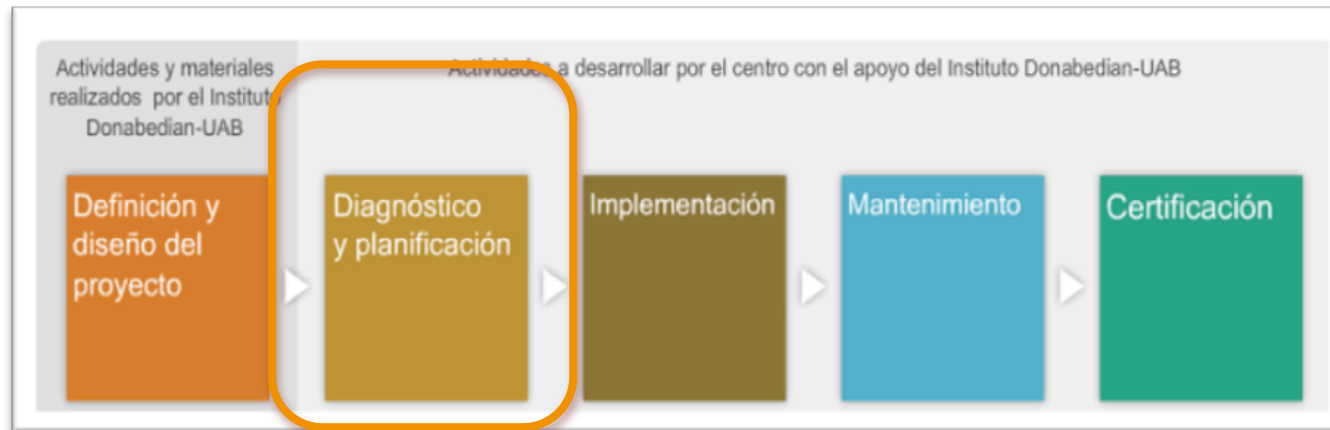 Actividades y materiales
realizados por el Instituto
Donabedian-UAB
Actividades a desarrollar por el centro con el apoyo del Instituto Donabedian-UAB
Definición y
diseño del
proyecto
Diagnóstico
y planificación
Implementación
Mantenimiento
Certificación